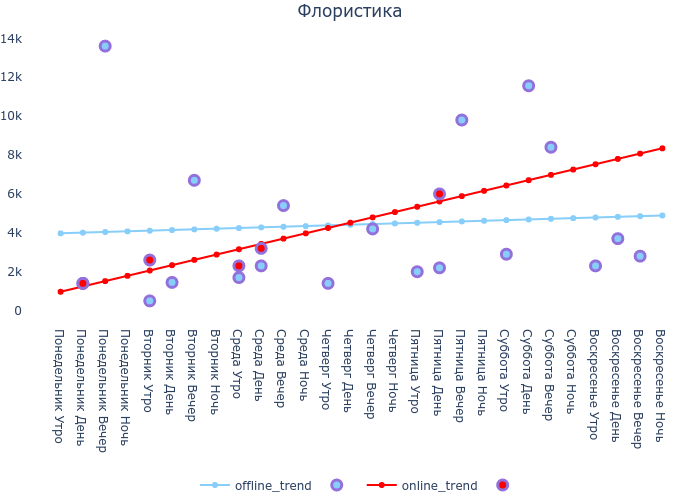 Флористика
14k
12k
10k
8k
6k
4k
2k
0
Понедельник Утро
Понедельник День
Понедельник Вечер
Понедельник Ночь
Вторник Утро
Вторник День
Вторник Вечер
Вторник Ночь
Среда Утро
Среда День
Среда Вечер
Среда Ночь
Четверг Утро
Четверг День
Четверг Вечер
Четверг Ночь
Пятница Утро
Пятница День
Пятница Вечер
Пятница Ночь
Суббота Утро
Суббота День
Суббота Вечер
Суббота Ночь
Воскресенье Утро
Воскресенье День
Воскресенье Вечер
Воскресенье Ночь
offline_trend online_trend